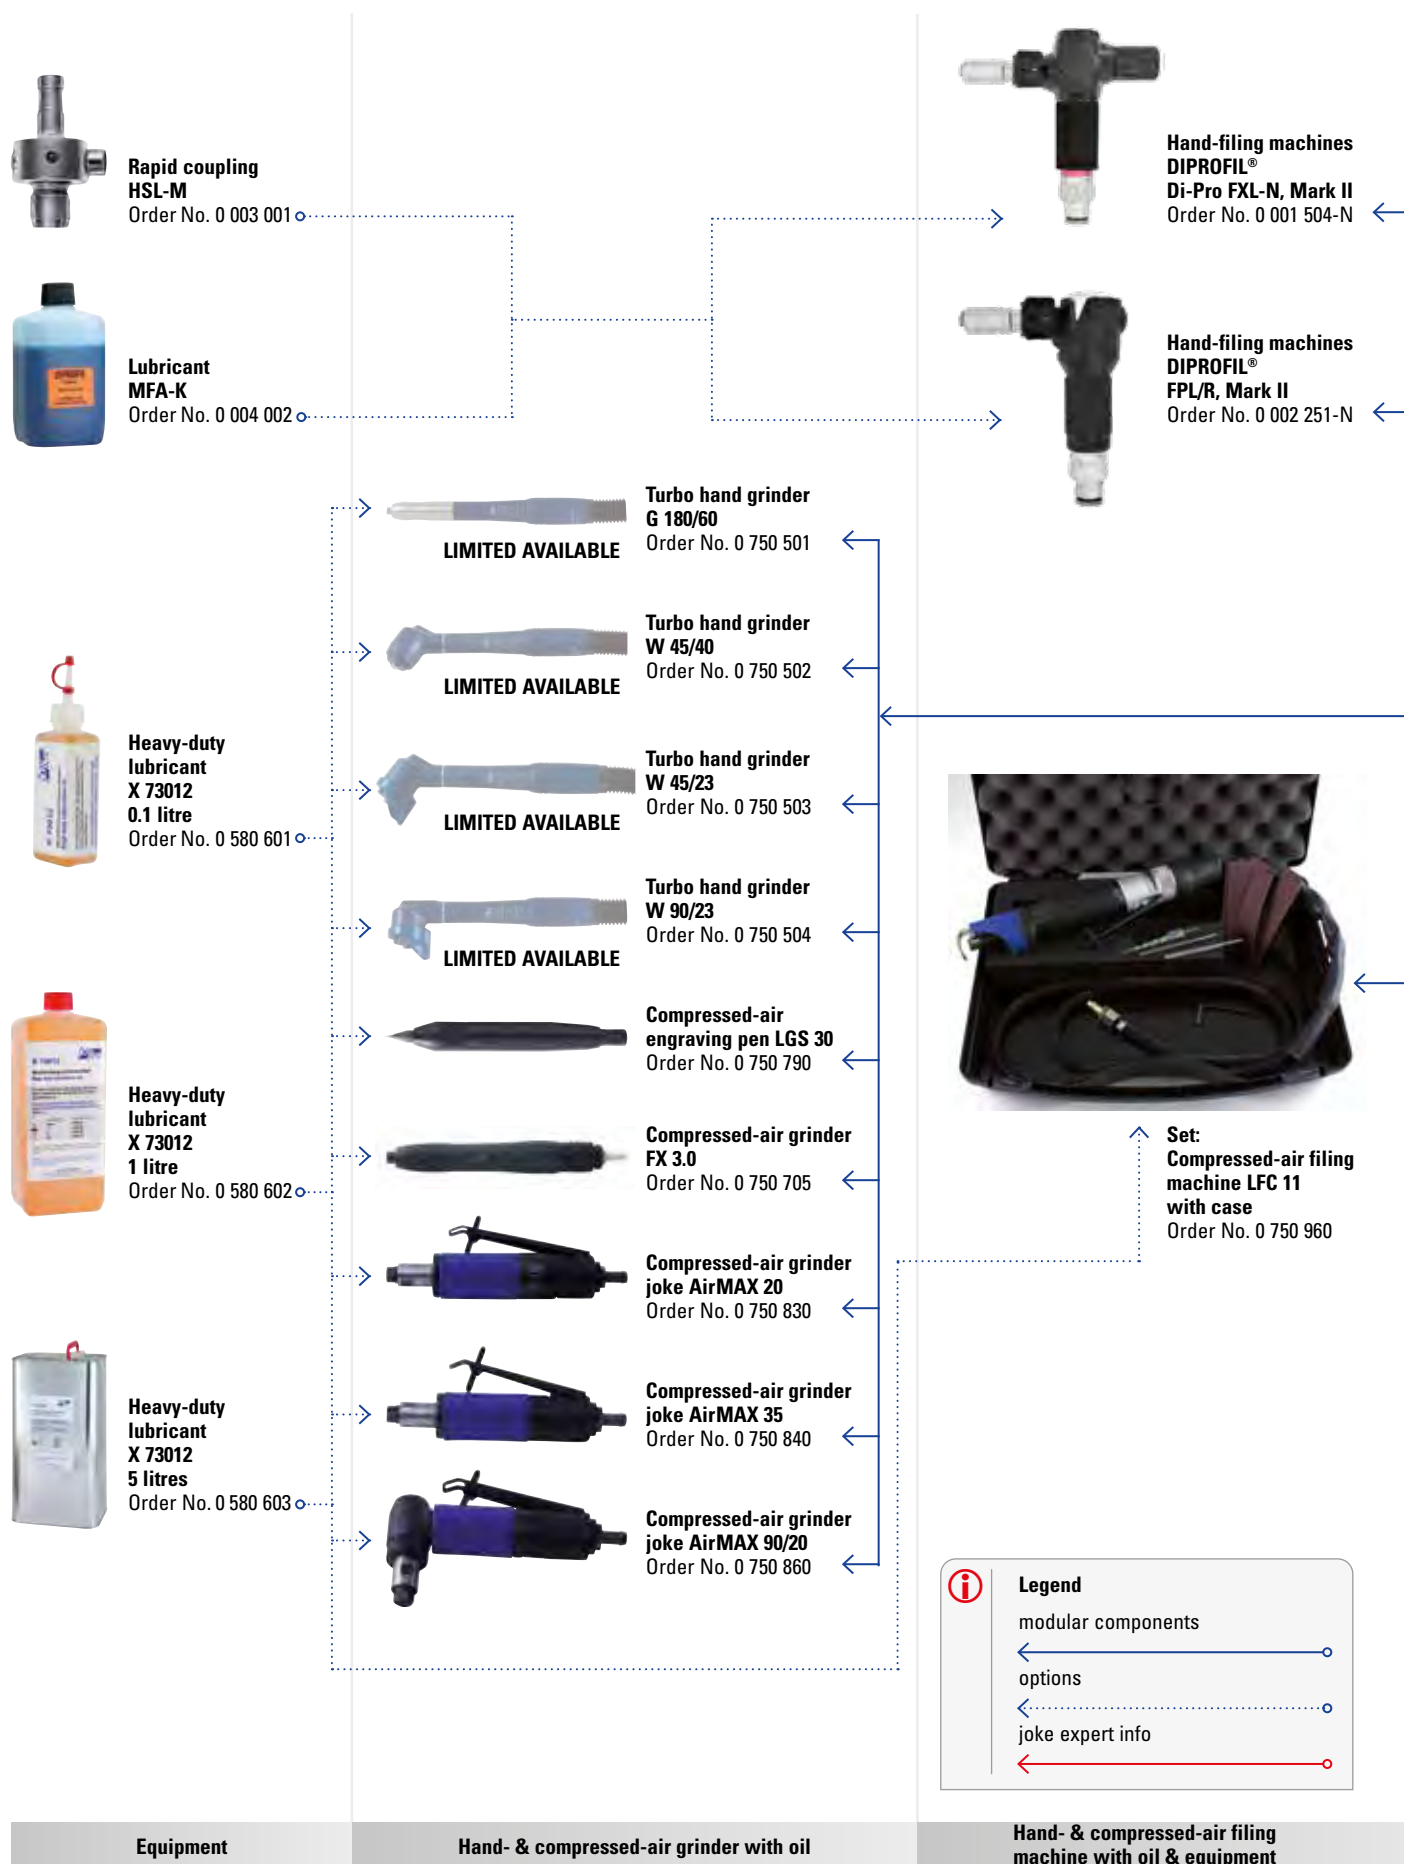 Rapid coupling
HSL-M
Order No. 0 003 001
Lubricant
MFA-K
Order No. 0 004 002
Heavy-duty
lubricant
X 73012
0.1 litre
Order No. 0 580 601
Heavy-duty
lubricant
X 73012
1 litre
Order No. 0 580 602
Heavy-duty
lubricant
X 73012
5 litres
Order No. 0 580 603
Turbo hand grinder
G 180/60
Order No. 0 750 501
LIMITED AVAILABLE
Turbo hand grinder
W 45/40
Order No. 0 750 502
LIMITED AVAILABLE
Turbo hand grinder
W 45/23
Order No. 0 750 503
LIMITED AVAILABLE
Turbo hand grinder
W 90/23
Order No. 0 750 504
LIMITED AVAILABLE
Compressed-air
engraving pen LGS 30
Order No. 0 750 790
Compressed-air grinder
FX 3.0
Order No. 0 750 705
Compressed-air grinder
joke AirMAX 20
Order No. 0 750 830
Compressed-air grinder
joke AirMAX 35
Order No. 0 750 840
Compressed-air grinder
joke AirMAX 90/20
Order No. 0 750 860
Hand-filing machines
DIPROFIL®
Di-Pro FXL-N, Mark II
Order No. 0 001 504-N
Hand-filing machines
DIPROFIL®
FPL/R, Mark II
Order No. 0 002 251-N
Set:
Compressed-air filing
machine LFC 11
with case
Order No. 0 750 960
Legend
modular components
options
joke expert info
Equipment
Hand- & compressed-air grinder with oil
Hand- & compressed-air filing
machine with oil & equipment